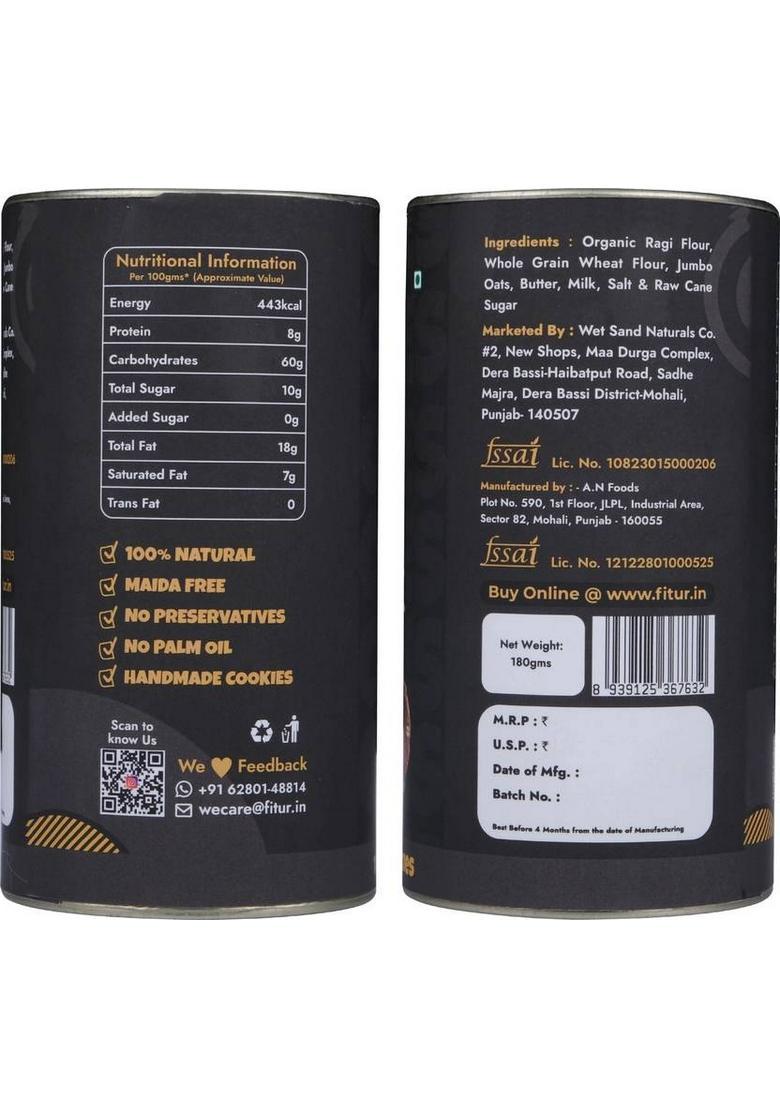 Nutritional Information
Per 100gms* (Approximate Value)
Energy 443kcal
Protein 8g
Carbohydrates 60g
Total Sugar 10g
Added Sugar 0g
Total Fat 18g
Saturated Fat 7g
Trans Fat 0
100% NATURAL
MAIDA FREE
NO PRESERVATIVES
NO PALM OIL
HANDMADE COOKIES
Scan to
know Us
We Feedback
+91 62801-48814
wecare@fitur.in
Ingredients : Organic Ragi Flour,
Whole Grain Wheat Flour, Jumbo
Oats, Butter, Milk, Salt & Raw Cane
Sugar
Marketed By : Wet Sand Naturals Co.
#2, New Shops, Maa Durga Complex,
Dera Bassi-Haibatput Road, Sadhe
Majra, Dera Bassi District-Mohali,
Punjab- 140507
fssai Lic. No. 10823015000206
Manufactured by : - A.N Foods
Plot No. 590, 1st Floor, JLPL, Industrial Area,
Sector 82, Mohali, Punjab - 160055
fssai Lic. No. 12122801000525
Buy Online @ www.fitur.in
Net Weight:
180gms
8 939125 367632
M.R.P : ₹
U.S.P. : ₹
Date of Mfg. :
Batch No. :
Best Before 4 Months from the date of Manufacturing